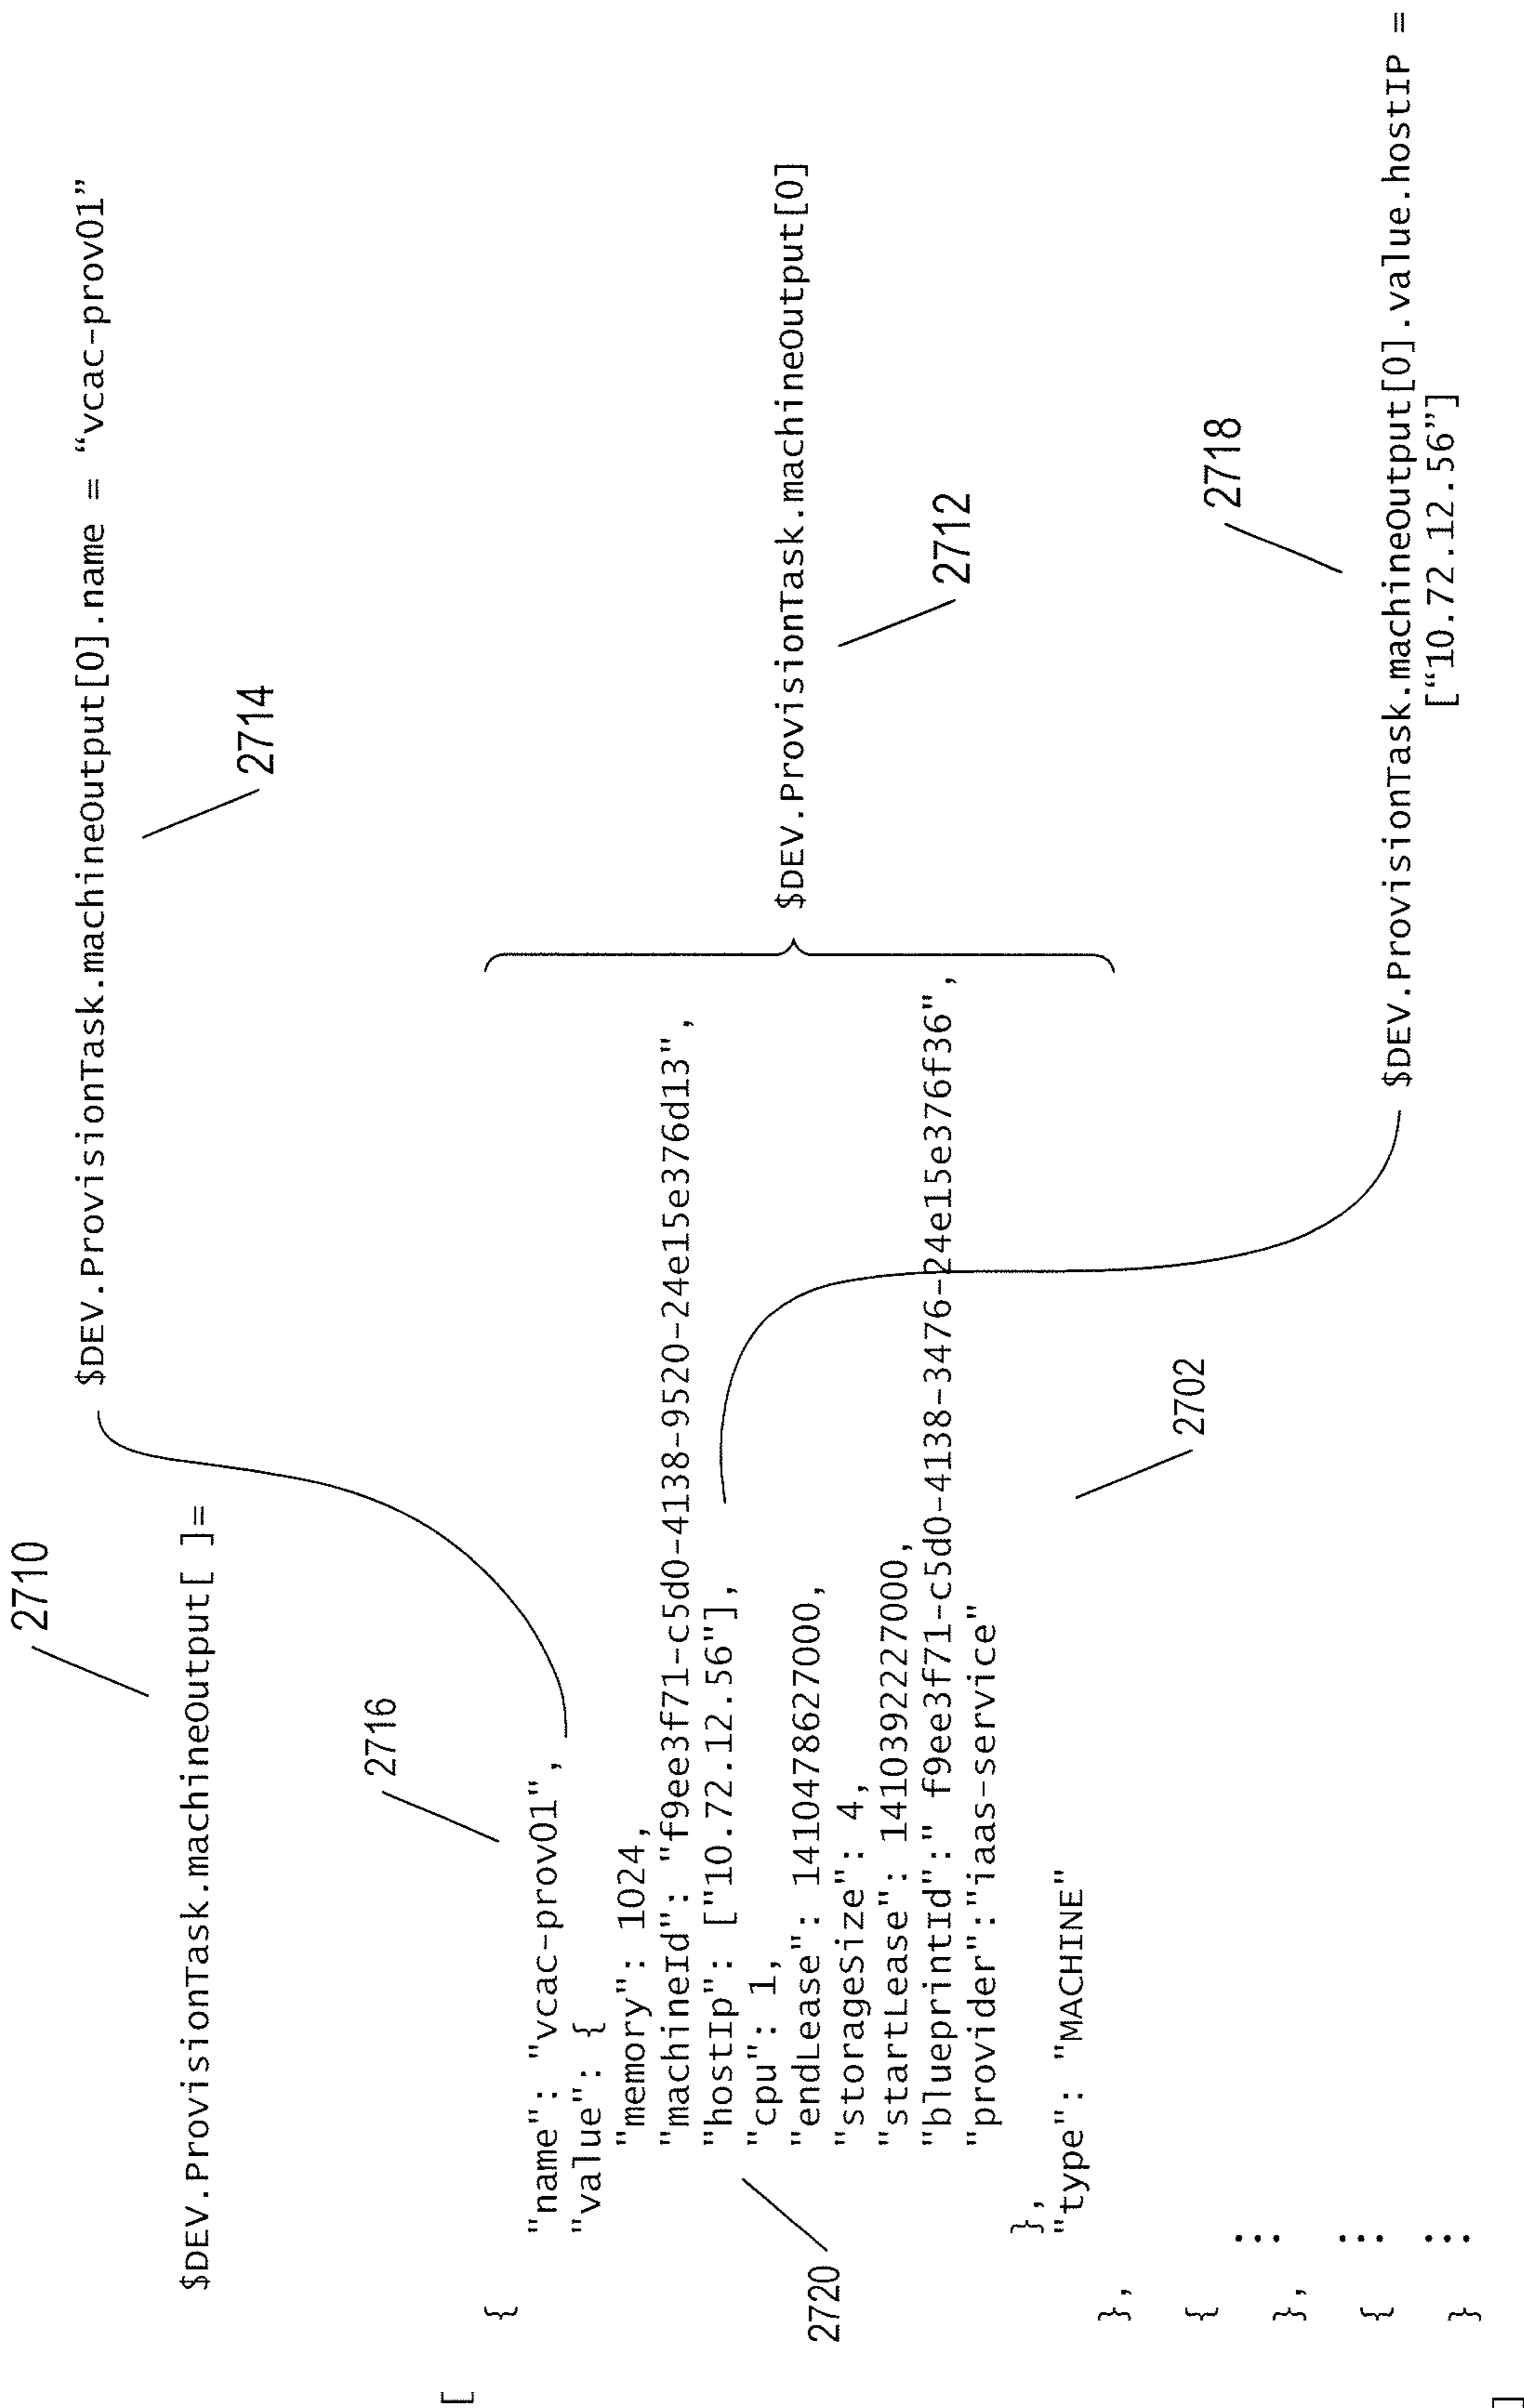 2710
$DEV.ProvisionTask.machineOutput[0].name = “vcac-prov01”
2714
$DEV.ProvisionTask.machineOutput[ ]=
2716
[
{
"name": "vcac-prov01",
"value": {
"memory": 1024,
"machineId": "f9ee3f71-c5d0-4138-9520-24e15e376d13",
"hostIp": ["10.72.12.56"],
"cpu": 1,
"endLease": 1410478627000,
"storageSize": 4,
"startLease": 1410392227000,
"blueprintId":" f9ee3f71-c5d0-4138-3476-24e15e376f36",
"provider":"iaas-service"
},
"type": "MACHINE"
},
{
...
},
{
...
}
...
]
$DEV.ProvisionTask.machineOutput[0]
2712
2720
2702
2718
$DEV.ProvisionTask.machineOutput[0].value.hostIP =
[“10.72.12.56”]